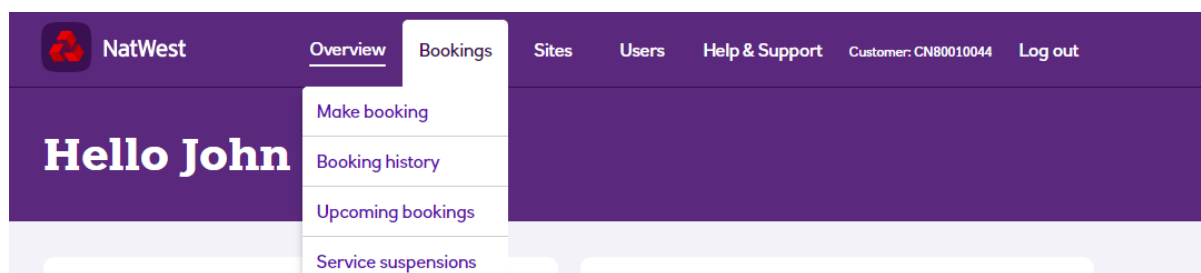 NatWest Overview Bookings Sites Users Help & Support Customer: CN80010044 Log out
Make booking
Hello John
Booking history
Upcoming bookings
Service suspensions